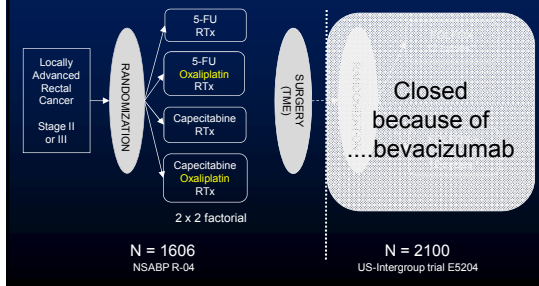 Locally
Advanced
Rectal
Cancer
Stage II
or III
RANDOMIZATION
5-FU
RTx
5-FU
Oxaliplatin
RTx
Capecitabine
RTx
Capecitabine
Oxaliplatin
RTx
2 x 2 factorial
SURGERY
(TME)
RANDOMIZATION
Closed
because of
....bevacizumab
N = 1606
NSABP R-04
N = 2100
US-Intergroup trial E5204